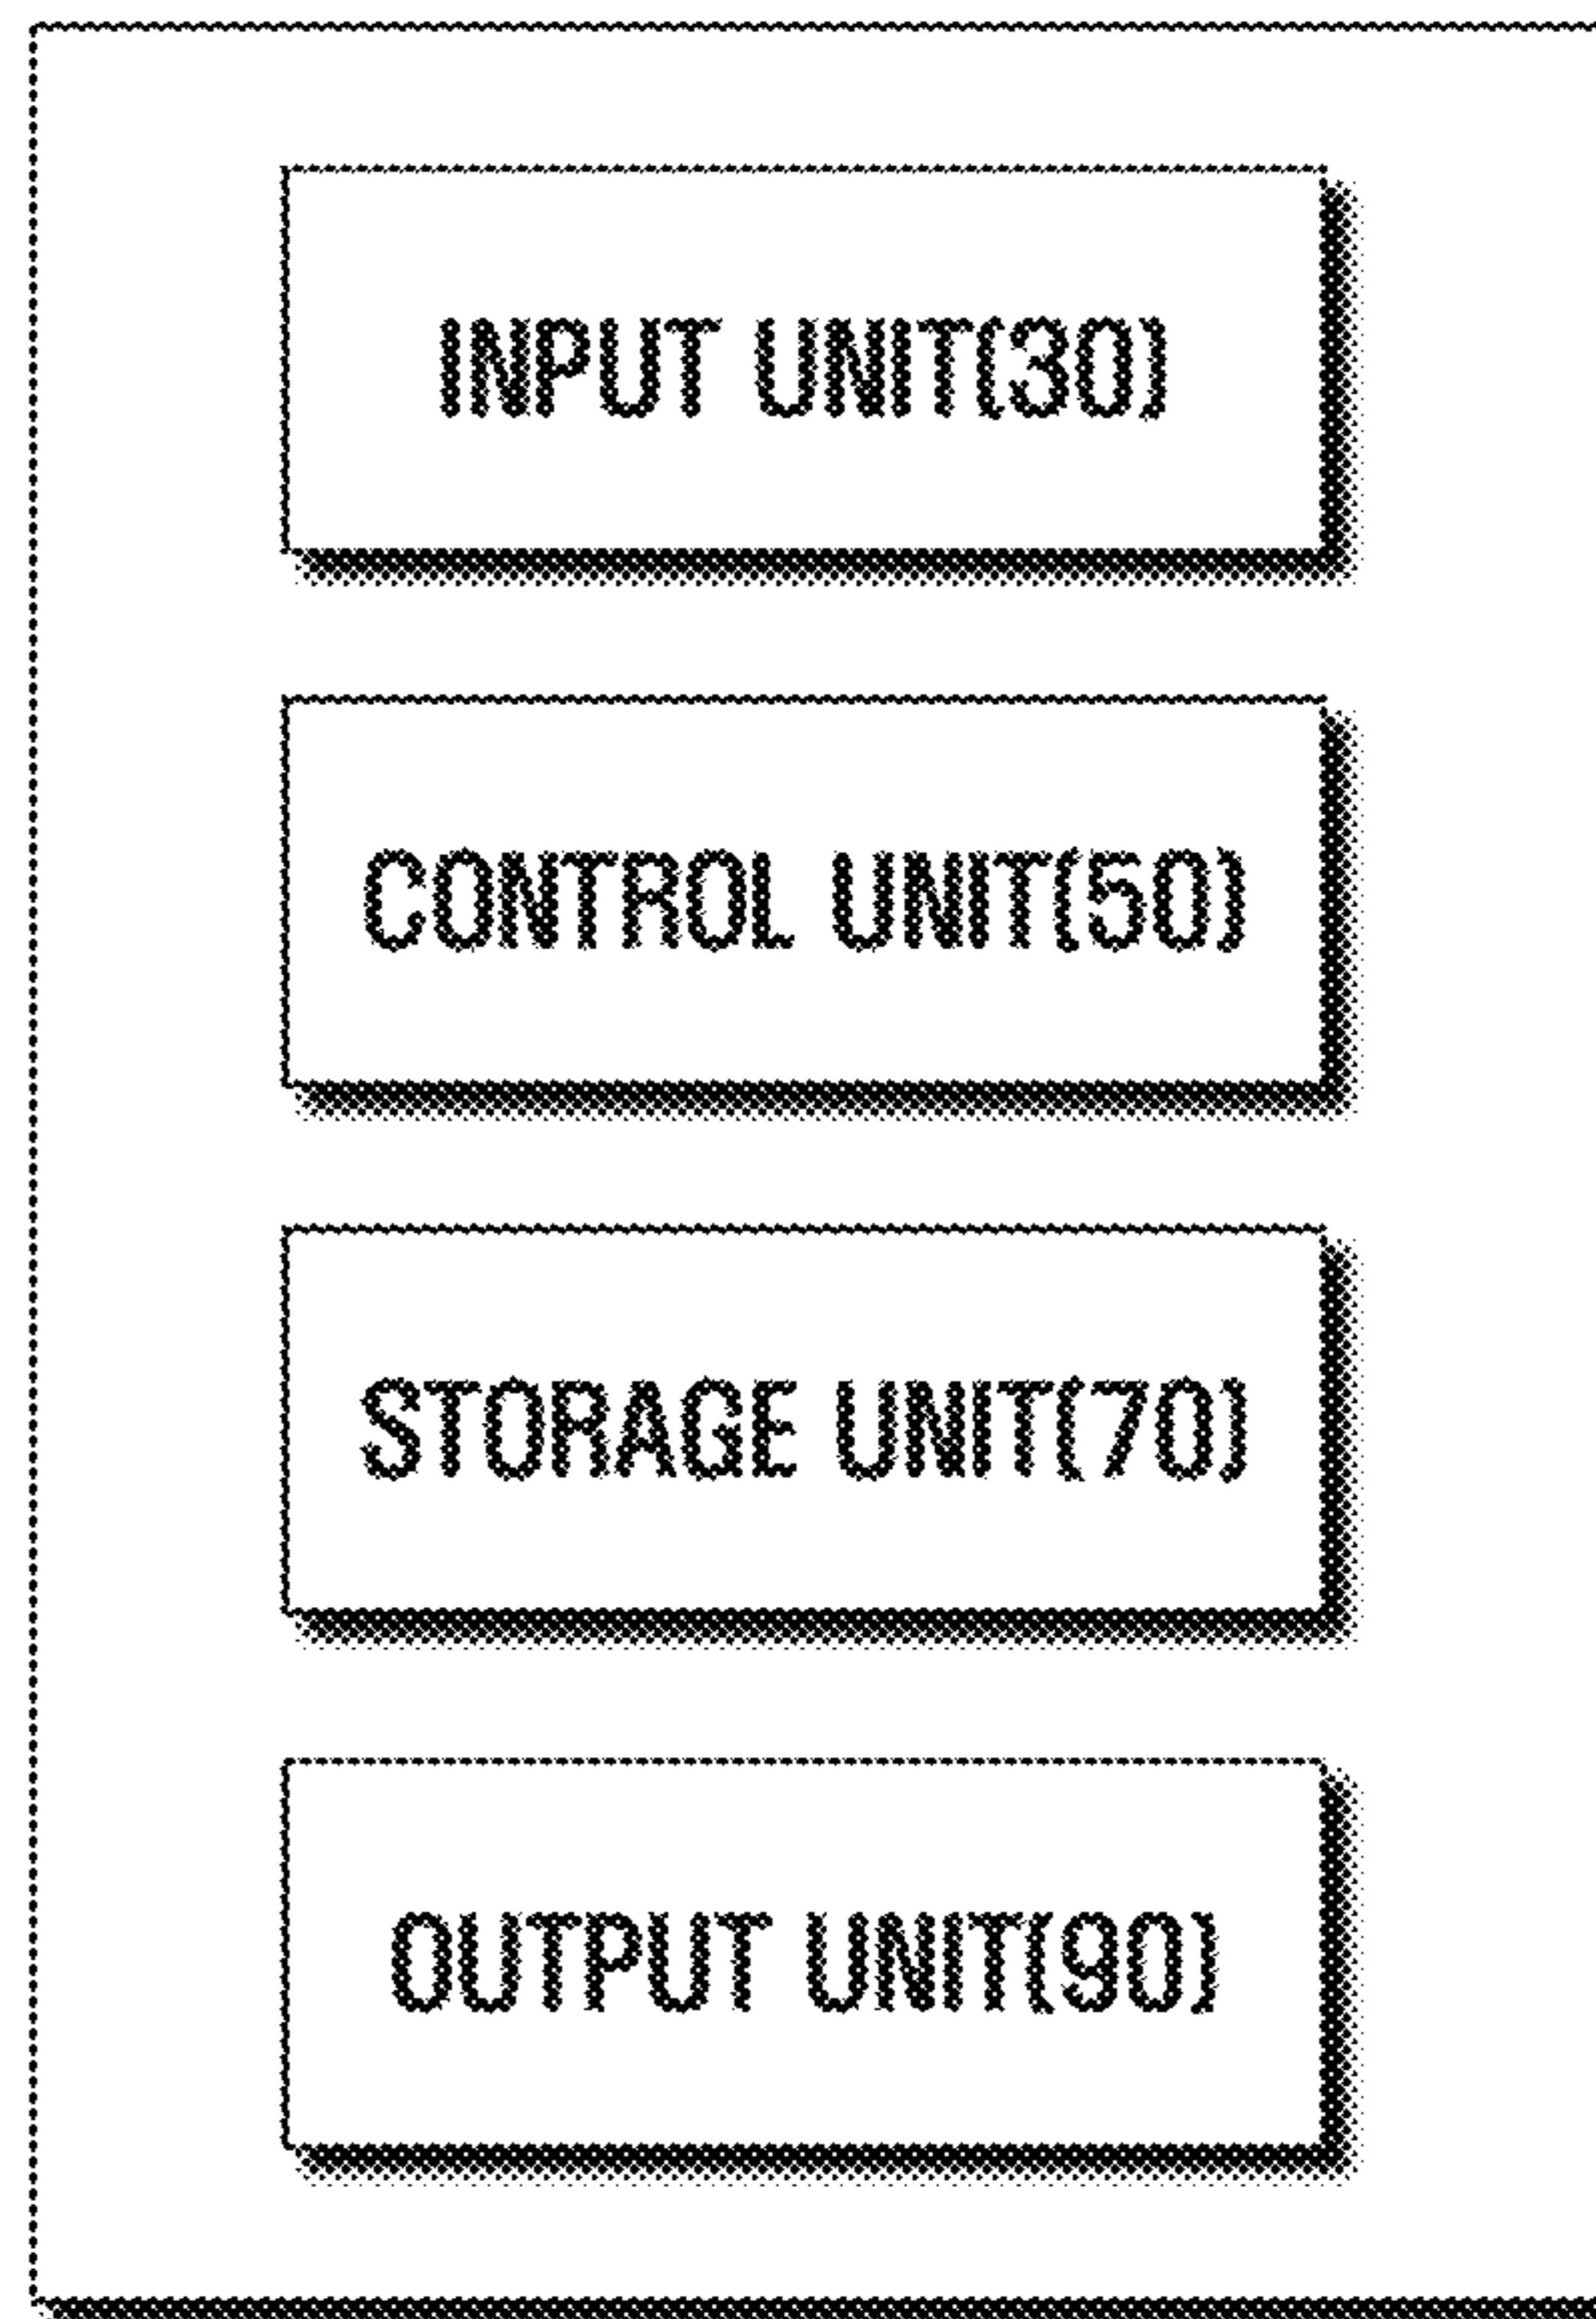 INPUT UNIT(30)
CONTROL UNIT(50)
STORAGE UNIT(70)
OUTPUT UNIT(90)